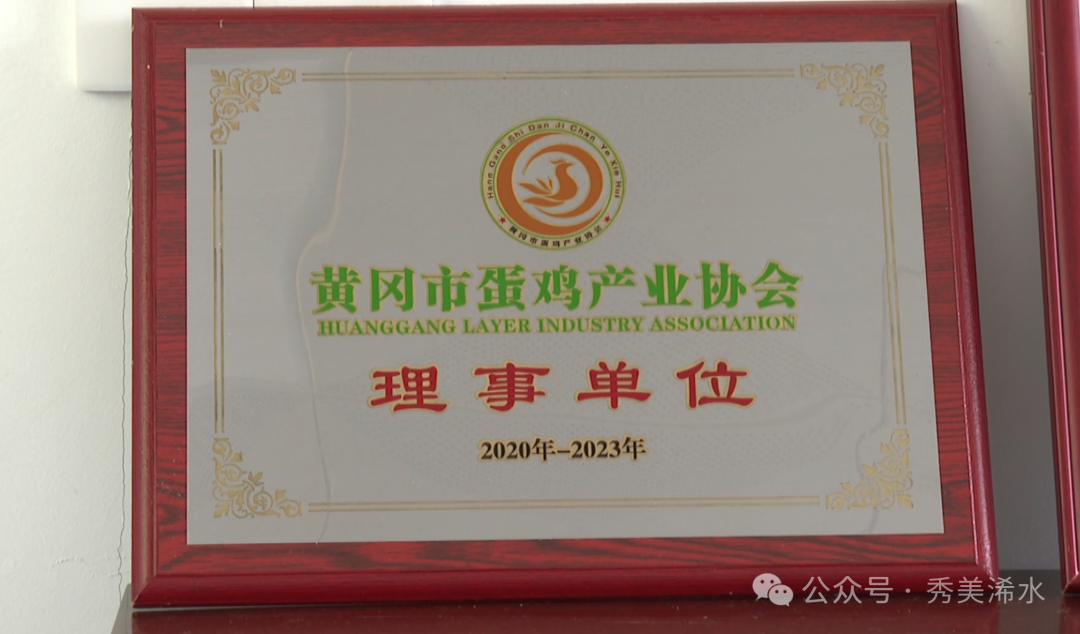 Huang Gang Shi Dan Ji Chan Ye Xie Hui
黄冈市蛋鸡产业协会
黄冈市蛋鸡产业协会
HUANGGANG LAYER INDUSTRY ASSOCIATION
理事单位
2020年-2023年
公众号·秀美浠水